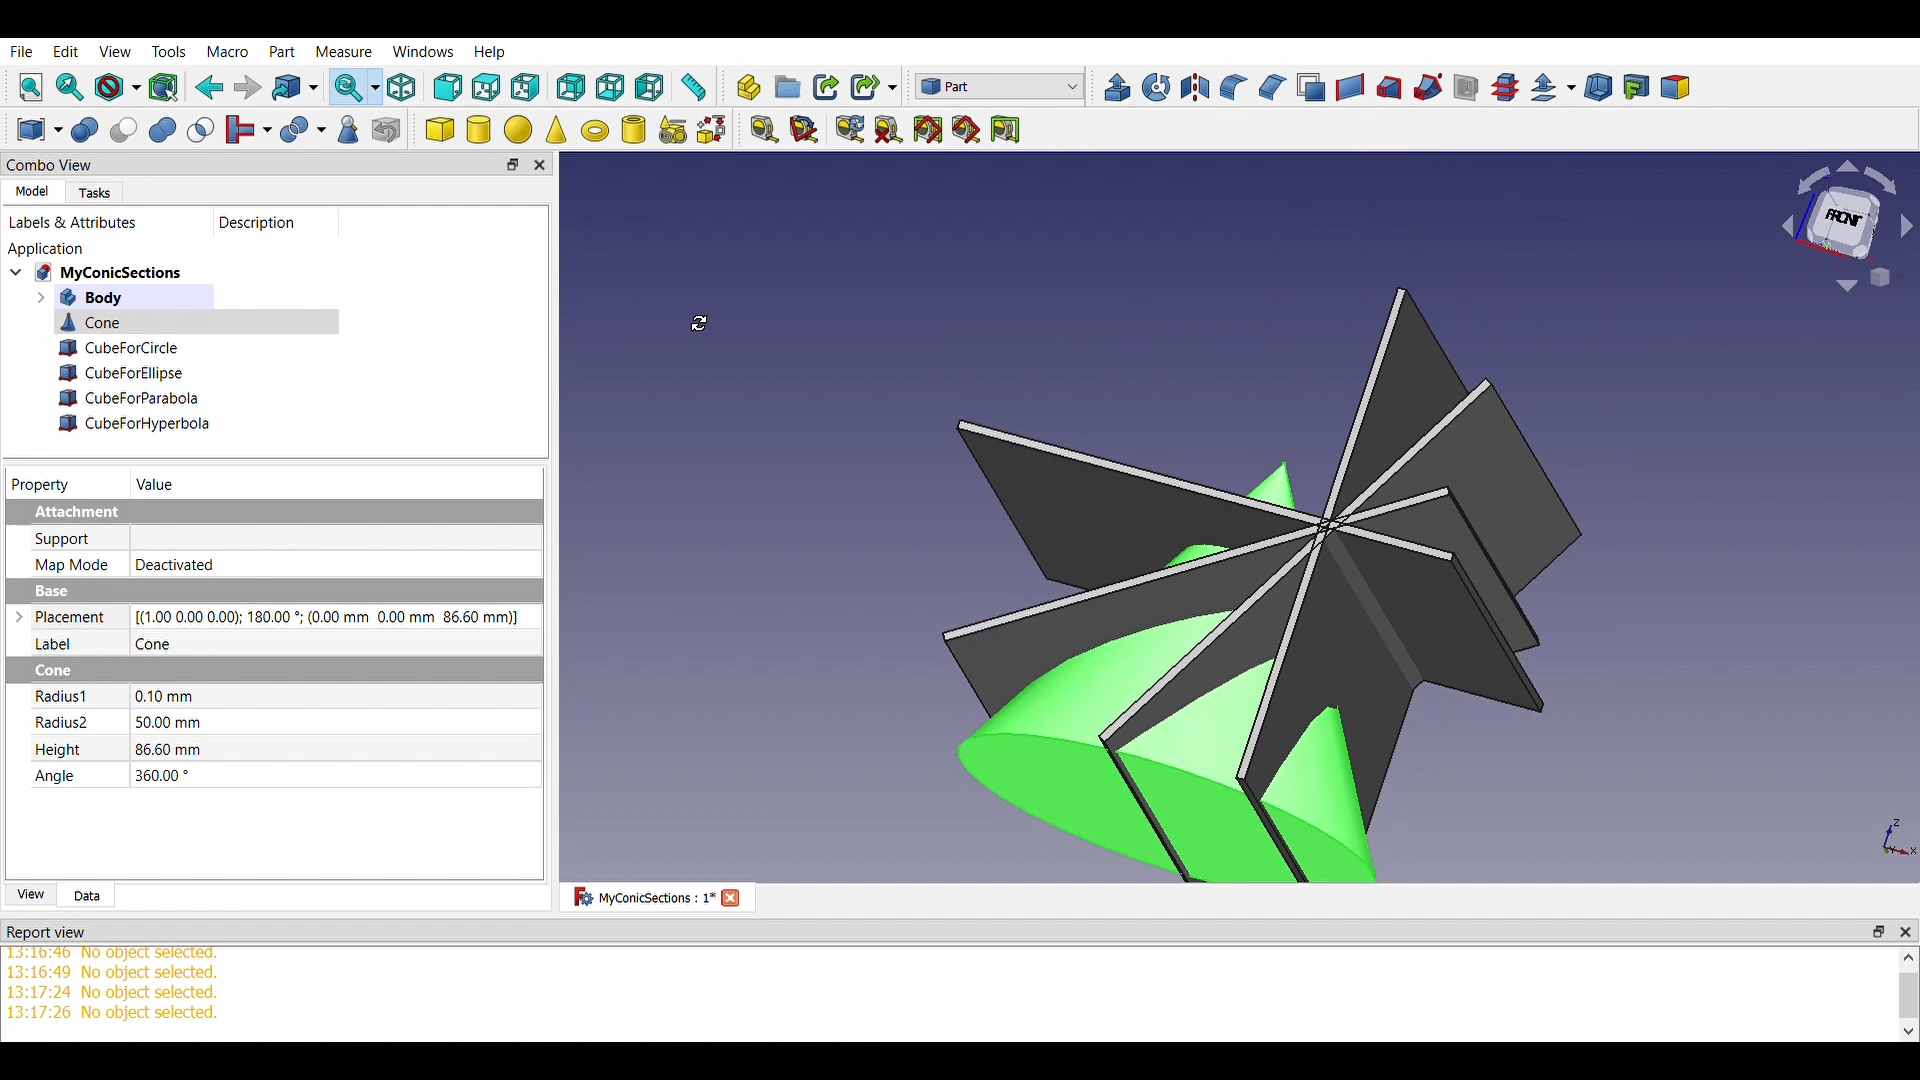 File Edit View Tools Macro Part Measure Windows Help
Part
Combo View
Model Tasks
Labels & Attributes Description
Application
MyConicSections
Body
Cone
CubeForCircle
CubeForEllipse
CubeForParabola
CubeForHyperbola
Property Value
Attachment
Support
Map Mode Deactivated
Base
Placement [(1.00 0.00 0.00); 180.00 °; (0.00 mm 0.00 mm 86.60 mm)]
Label Cone
Cone
Radius1 0.10 mm
Radius2 50.00 mm
Height 86.60 mm
Angle 360.00 °
View Data
FRONT
Z
X
MyConicSections : 1*
Report view
13:16:46 No object selected.
13:16:49 No object selected.
13:17:24 No object selected.
13:17:26 No object selected.